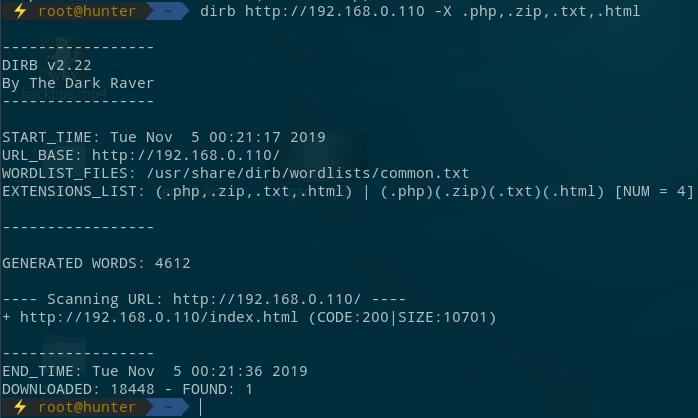 ⚡ root@hunter ~ dirb http://192.168.0.110 -X .php,.zip,.txt,.html
-----------------
DIRB v2.22
By The Dark Raver
-----------------
START_TIME: Tue Nov  5 00:21:17 2019
URL_BASE: http://192.168.0.110/
WORDLIST_FILES: /usr/share/dirb/wordlists/common.txt
EXTENSIONS_LIST: (.php,.zip,.txt,.html) | (.php)(.zip)(.txt)(.html) [NUM = 4]
-----------------
GENERATED WORDS: 4612
---- Scanning URL: http://192.168.0.110/ ----
+ http://192.168.0.110/index.html (CODE:200|SIZE:10701)
-----------------
END_TIME: Tue Nov  5 00:21:36 2019
DOWNLOADED: 18448 - FOUND: 1
⚡ root@hunter ~